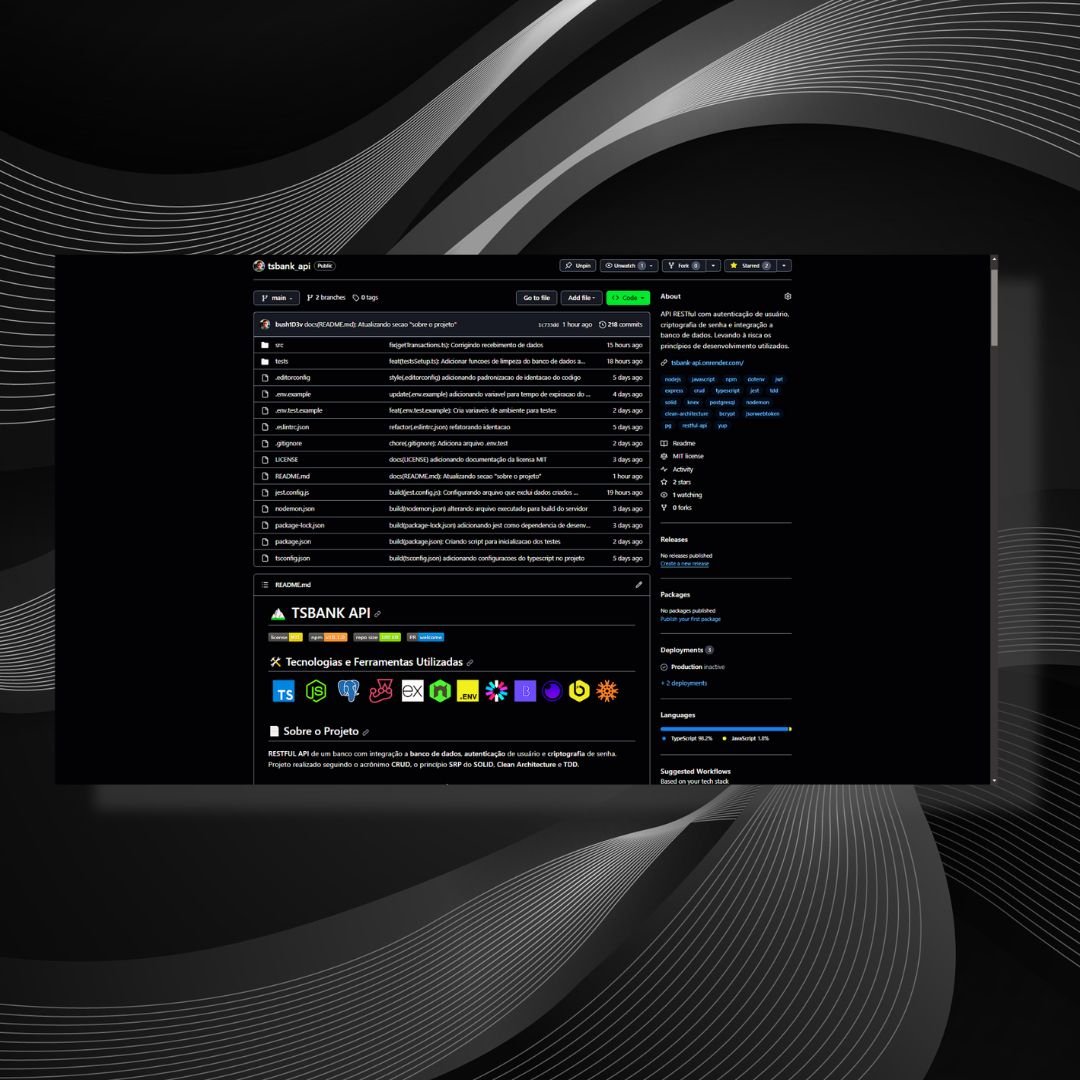 tsbank_api Public
Unpin Unwatch 1 Fork 0 Starred 2
main 2 branches 0 tags Go to file Add file Code
bush1D3v docs(README.md): Atualizando secao "sobre o projeto" 1 hour ago 218 commits
src fix(getTransactions.ts): Corrigindo recebimento de dados 15 hours ago
tests feat(testsSetup.ts): Adicionar funcoes de limpeza do banco de dados a... 18 hours ago
.editorconfig style(.editorconfig) adicionando padronizacao de identacao do codigo 5 days ago
.env.example update(.env.example) adicionando variavel para tempo de expiracao do ... 4 days ago
.env.test.example feat(.env.test.example): Cria variaveis de ambiente para testes 2 days ago
.eslintrc.json refactor(.eslintrc.json) refatorando identacao 5 days ago
.gitignore chore(.gitignore): Adiciona arquivo .env.test 2 days ago
LICENSE docs(LICENSE) adicionando documentação da licensa MIT 3 days ago
README.md docs(README.md): Atualizando secao "sobre o projeto" 1 hour ago
jest.config.js build(jest.config.js): Configurando arquivo que exclui dados criados ... 19 hours ago
nodemon.json build(nodemon.json) alterando arquivo executado para build do servidor 3 days ago
package-lock.json build(package-lock.json) adicionando jest como dependencia de desenv... 3 days ago
package.json build(package.json): Criando script para inicializacao dos testes 2 days ago
tsconfig.json build(tsconfig.json) adicionando configuracoes do typescript no projeto 5 days ago
README.md
TSBANK API
license npm repo size PR welcome
Tecnologias e Ferramentas Utilizadas
TS JS ex .ENV B b
Sobre o Projeto
RESTFUL API de um banco com integração a banco de dados, autenticação de usuário e criptografia de senha.
Projeto realizado seguindo o acrônimo CRUD, o princípio SRP do SOLID, Clean Architecture e TDD.
About
API RESTful com autenticação de usuário,
criptografia de senha e integração a
banco de dados. Levando à risca os
princípios de desenvolvimento utilizados.
tsbank-api.onrender.com/
nodejs javascript npm dotenv jwt
express crud typescript jest tdd
solid knex postgresql nodemon
clean-architecture bcrypt jsonwebtoken
pg restful-api yup
Readme
MIT license
Activity
2 stars
1 watching
0 forks
Releases
No releases published
Create a new release
Packages
No packages published
Publish your first package
Deployments 3
Production inactive
+ 2 deployments
Languages
TypeScript 98.2% JavaScript 1.8%
Suggested Workflows
Based on your tech stack